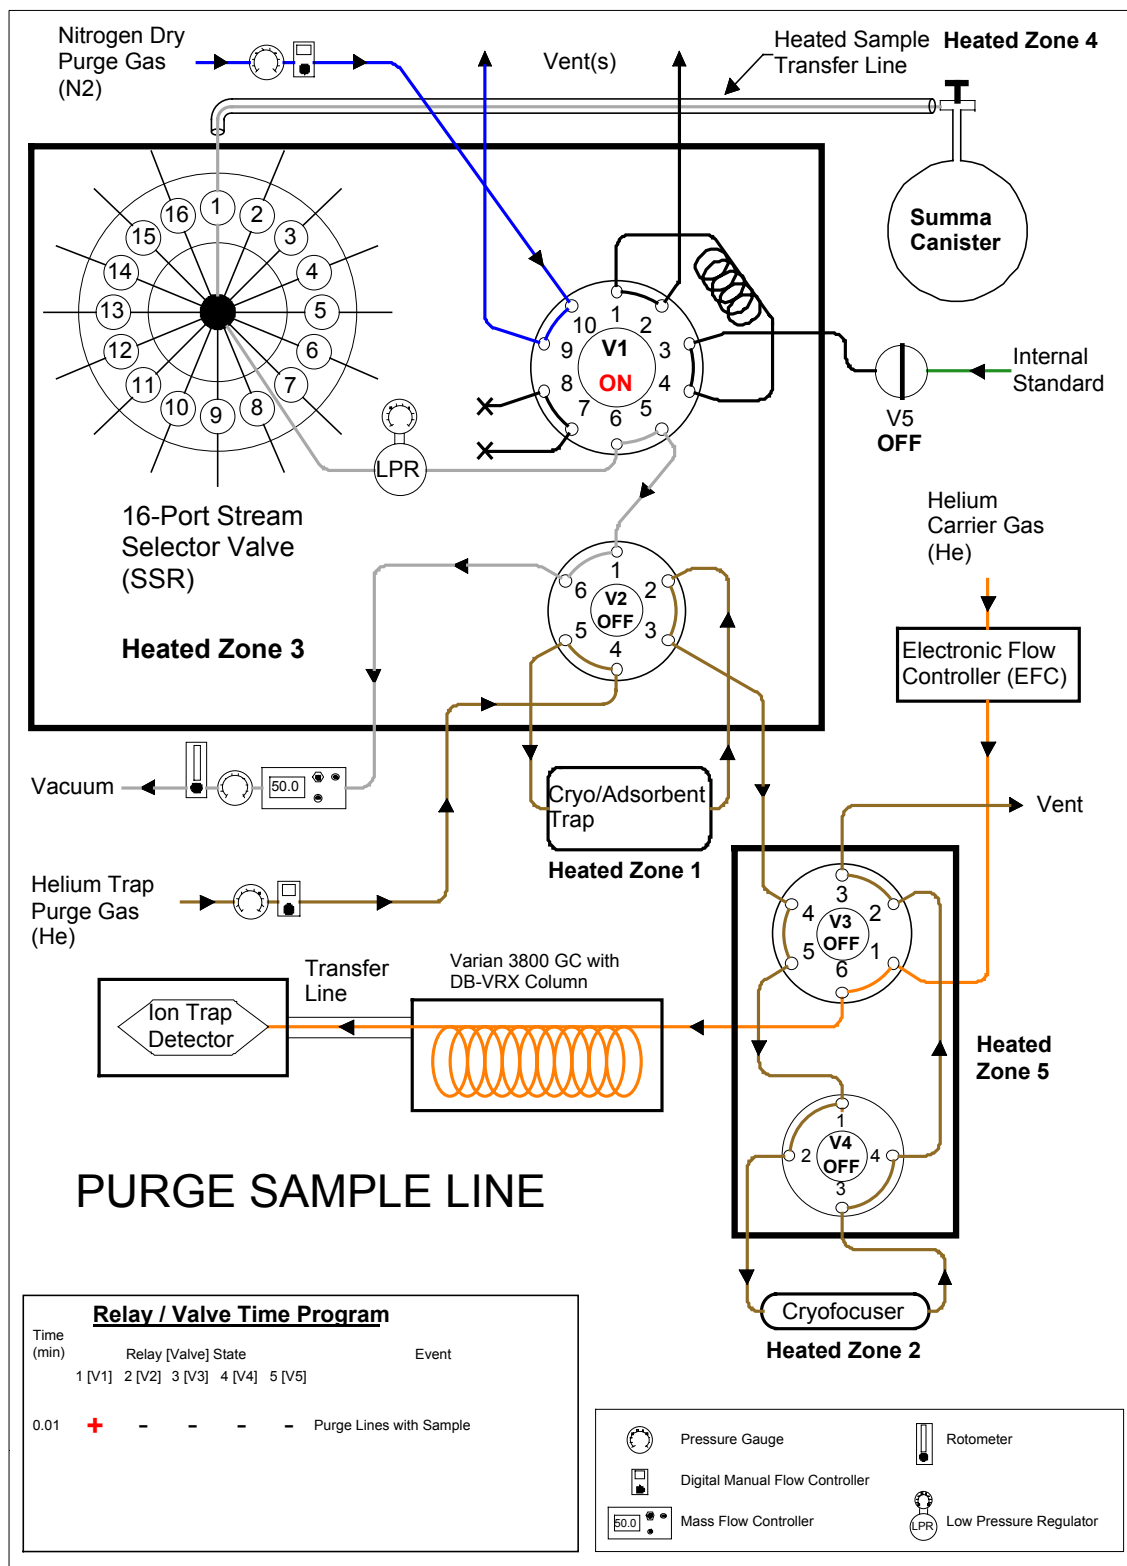 Nitrogen Dry
Purge Gas
(N2)
Vent(s)
Heated Sample
Transfer Line
Heated Zone 4
Summa
Canister
1
2
3
4
5
6
7
8
9
10
11
12
13
14
15
16
LPR
16-Port Stream
Selector Valve
(SSR)
Heated Zone 3
1
2
3
4
5
6
7
8
9
10
V1
ON
Internal
Standard
V5
OFF
1
2
3
4
5
6
V2
OFF
Helium
Carrier Gas
(He)
Electronic Flow
Controller (EFC)
Vacuum
50.0
Cryo/Adsorbent
Trap
Heated Zone 1
Vent
Helium Trap
Purge Gas
(He)
3
4
2
V3
OFF
5
1
6
Transfer
Line
Varian 3800 GC with
DB-VRX Column
Ion Trap
Detector
Heated
Zone 5
1
2
V4
OFF
4
3
PURGE SAMPLE LINE
Cryofocuser
Heated Zone 2
Relay / Valve Time Program
Time
(min)
Relay [Valve] State
Event
1 [V1] 2 [V2] 3 [V3] 4 [V4] 5 [V5]
0.01 + - - - - Purge Lines with Sample
Pressure Gauge
Rotometer
Digital Manual Flow Controller
50.0
Mass Flow Controller
LPR
Low Pressure Regulator